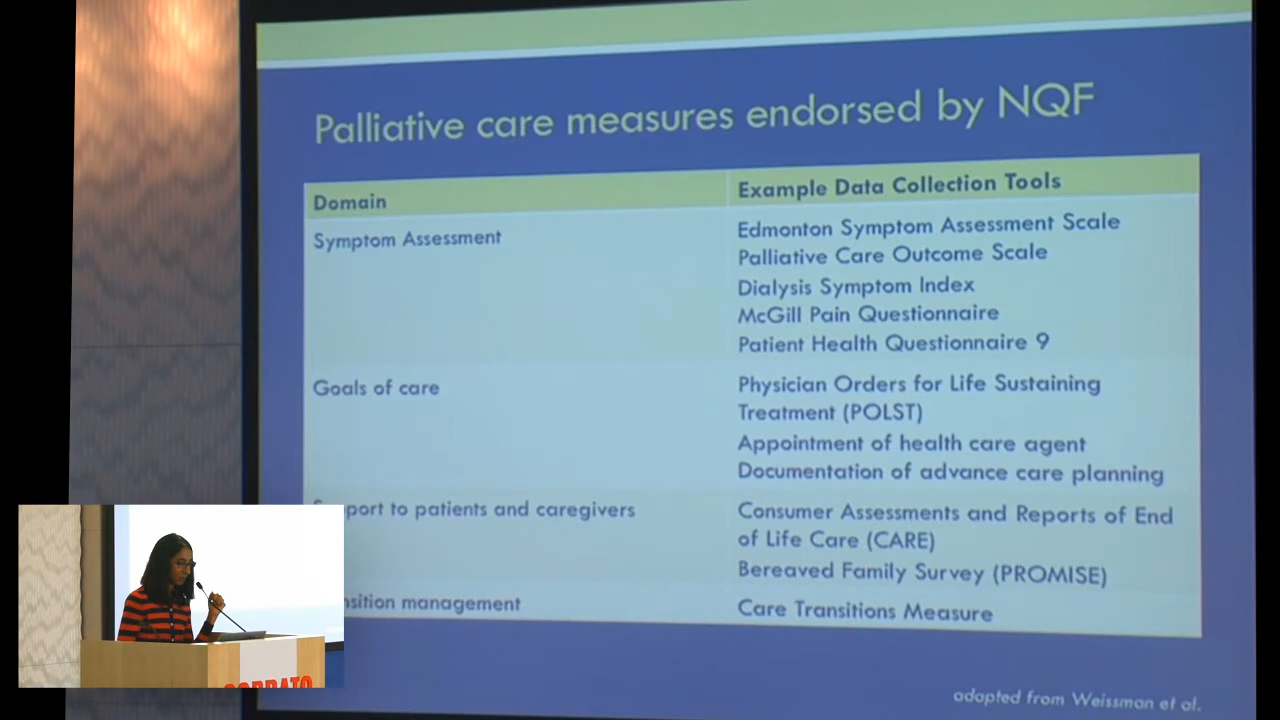 Palliative care measures endorsed by NQF
Domain
Example Data Collection Tools
Symptom Assessment
Edmonton Symptom Assessment Scale
Palliative Care Outcome Scale
Dialysis Symptom Index
McGill Pain Questionnaire
Patient Health Questionnaire 9
Goals of care
Physician Orders for Life Sustaining
Treatment (POLST)
Appointment of health care agent
Documentation of advance care planning
to patients and caregivers
Consumer Assessments and Reports of End
of Life Care (CARE)
Bereaved Family Survey (PROMISE)
management
Care Transitions Measure
adapted from Weissman et al.